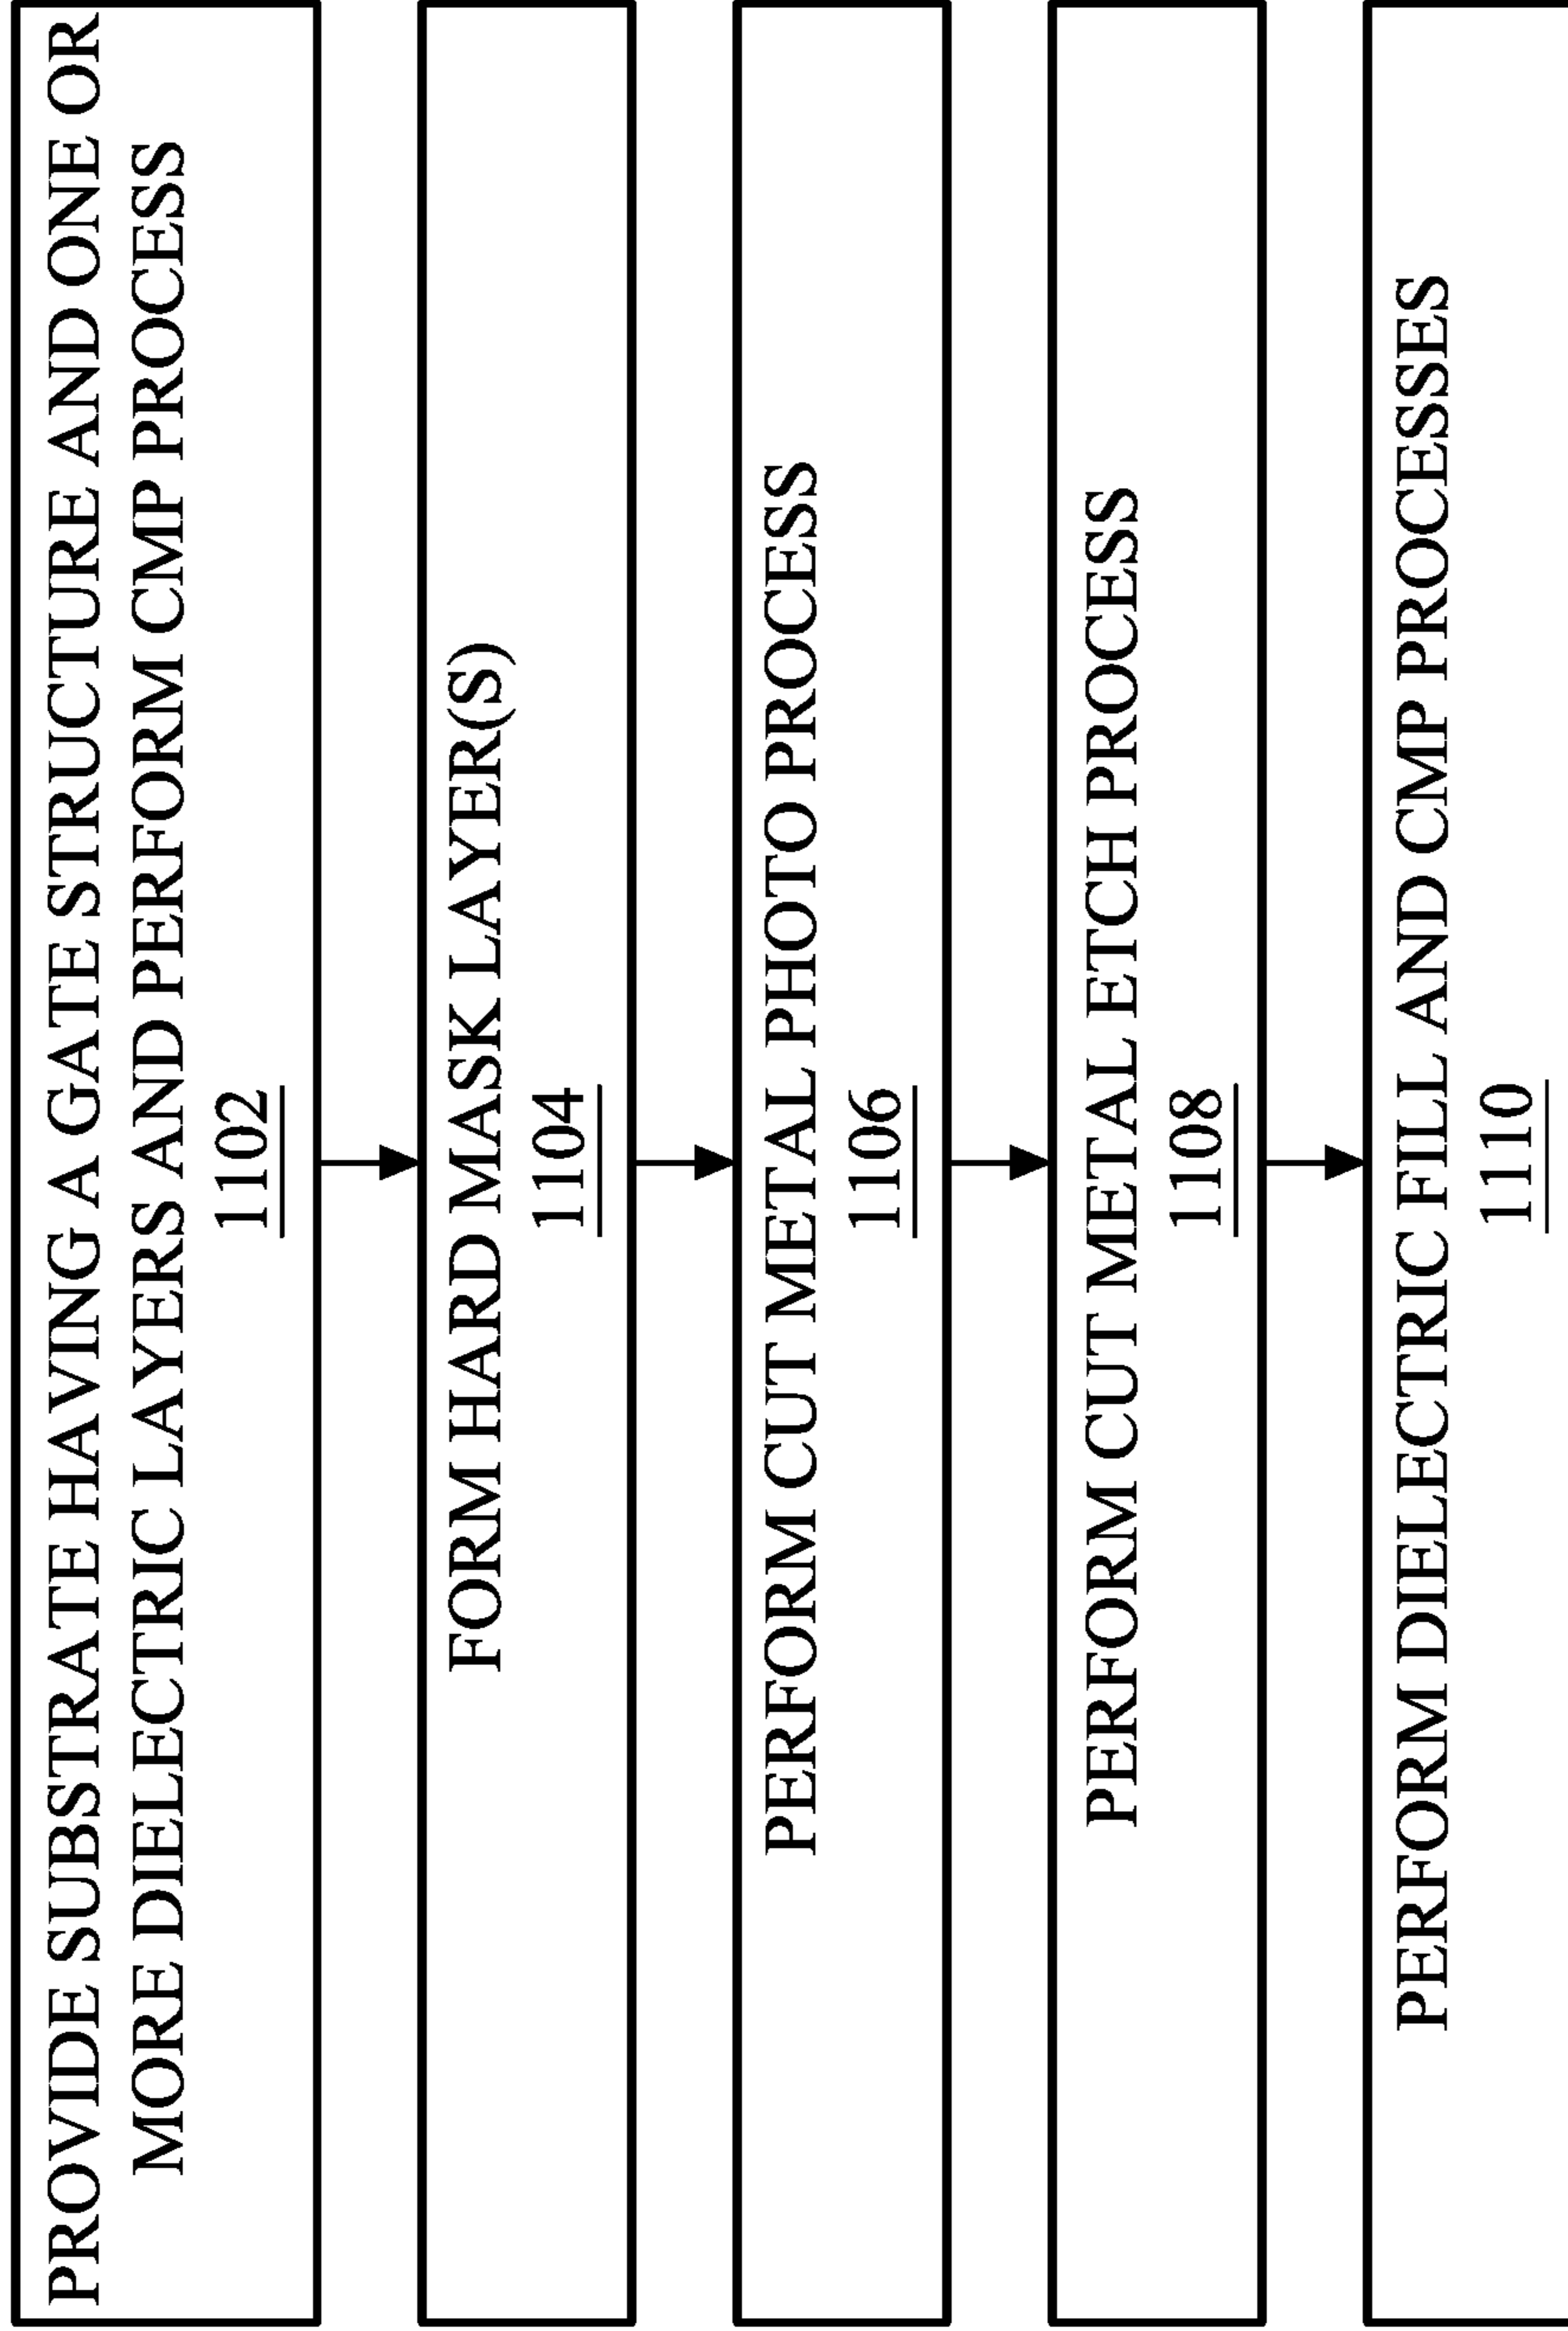 PROVIDE SUBSTRATE HAVING A GATE STRUCTURE AND ONE OR
MORE DIELECTRIC LAYERS AND PERFORM CMP PROCESS
1102
FORM HARD MASK LAYER(S)
1104
PERFORM CUT METAL PHOTO PROCESS
1106
PERFORM CUT METAL ETCH PROCESS
1108
PERFORM DIELECTRIC FILL AND CMP PROCESSES
1110